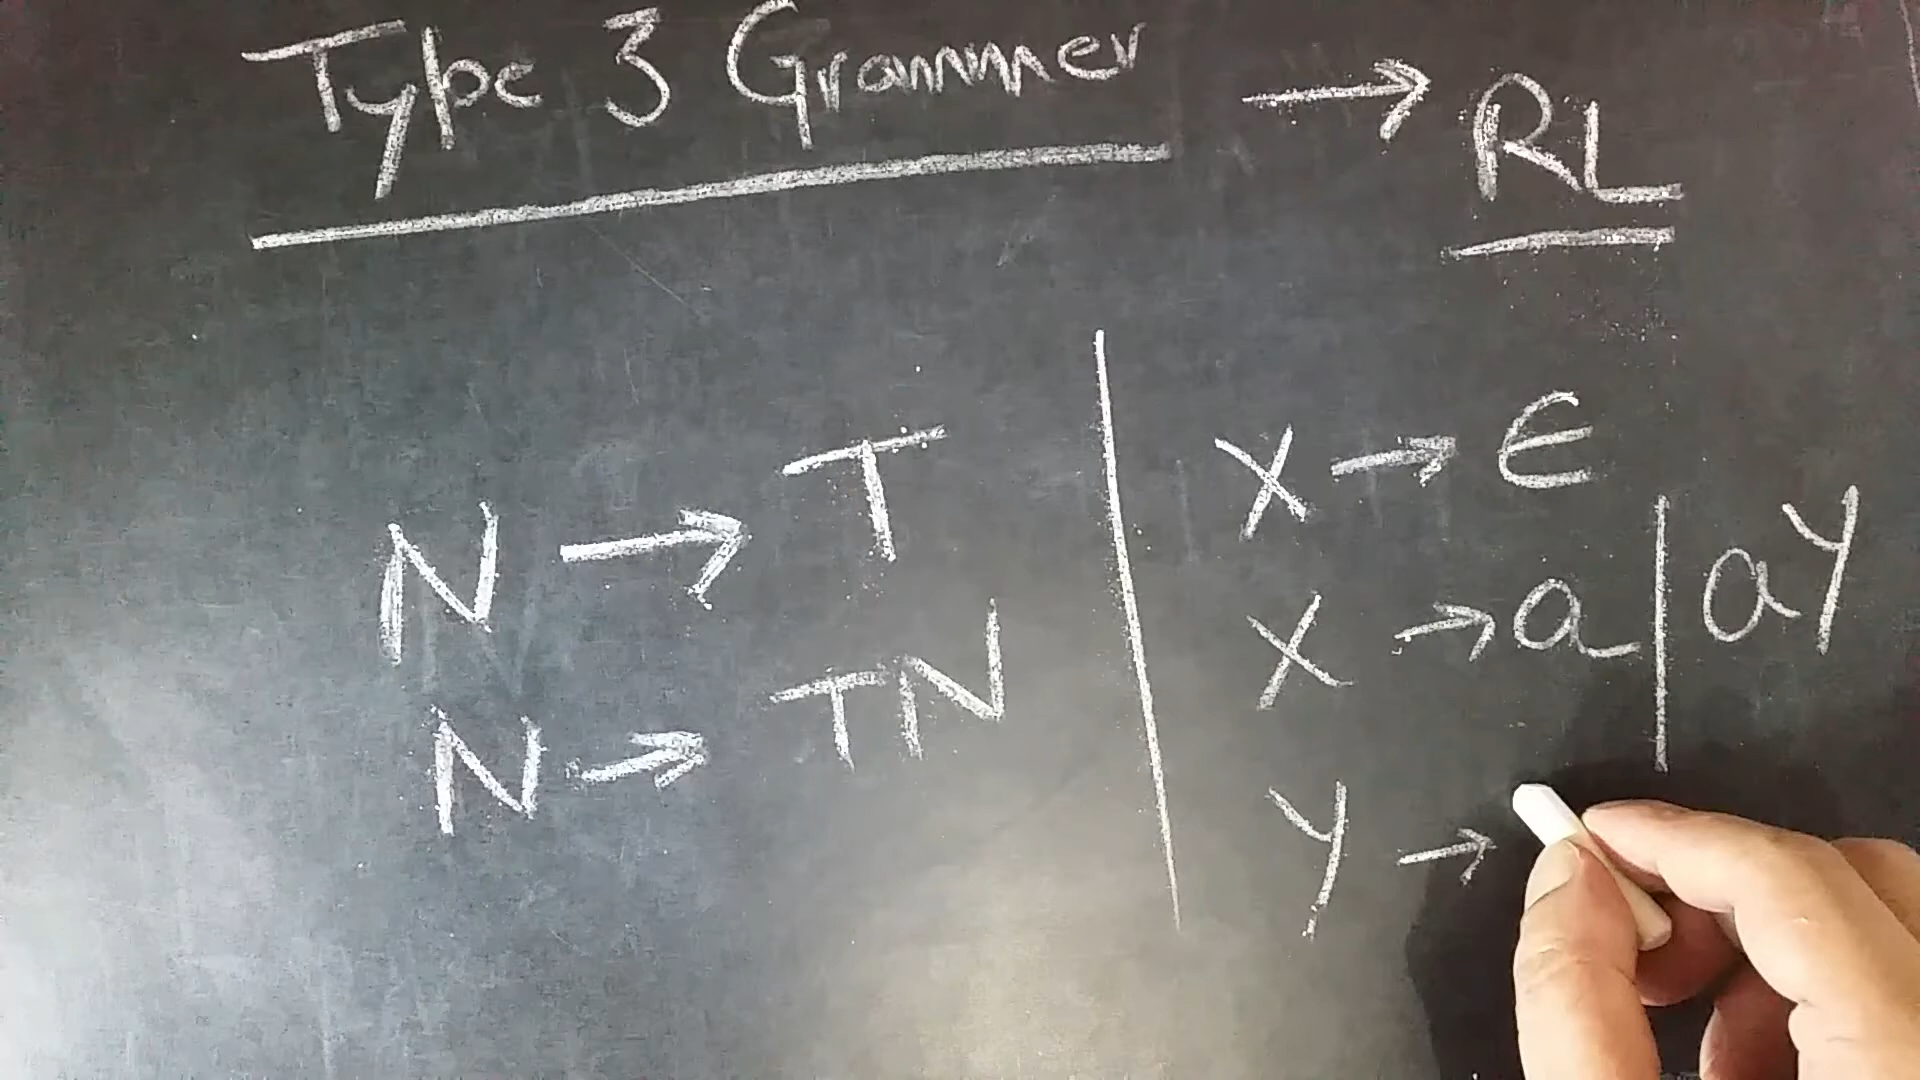 Type 3 Grammer → RL
N → T
N → TN
X → ϵ
X → a | aY
Y →